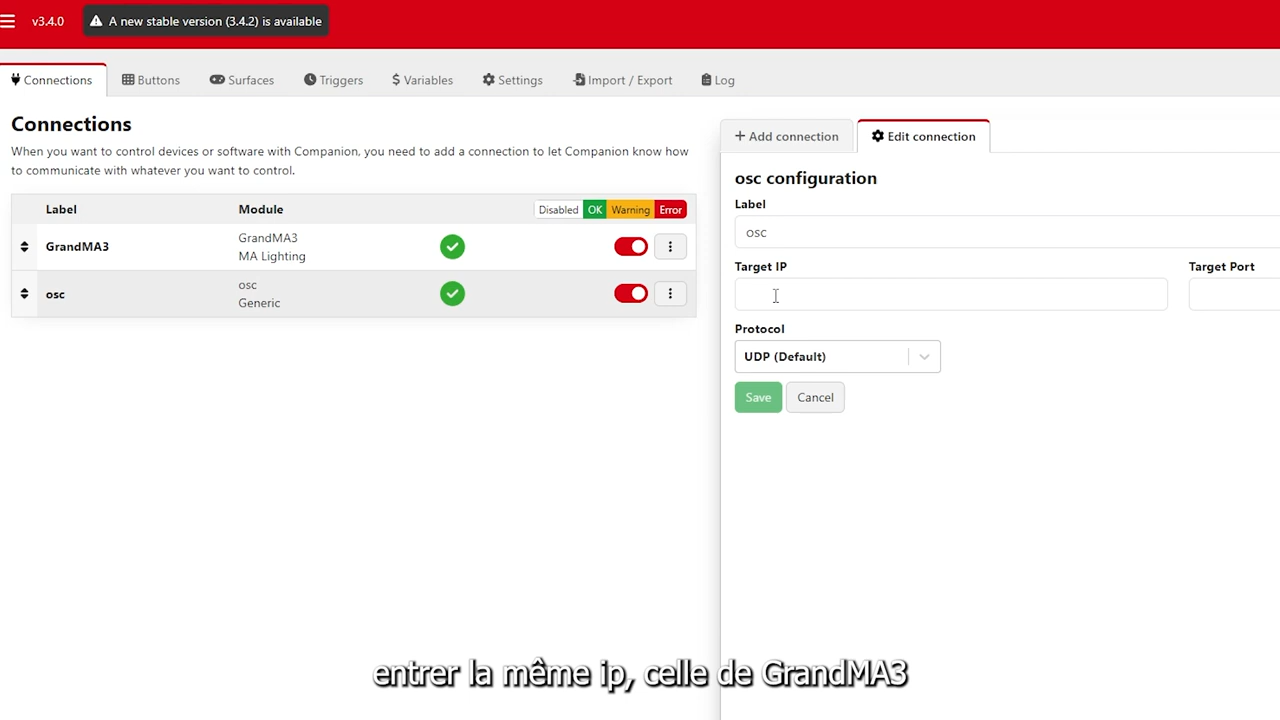 v3.4.0
A new stable version (3.4.2) is available
Connections
Buttons
Surfaces
Triggers
Variables
Settings
Import / Export
Log
Connections
When you want to control devices or software with Companion, you need to add a connection to let Companion know how
to communicate with whatever you want to control.
Label Module Disabled OK Warning Error
GrandMA3
GrandMA3
MA Lighting
osc
osc
Generic
+ Add connection
Edit connection
osc configuration
Label
osc
Target IP
Target Port
Protocol
UDP (Default)
Save
Cancel
entrer la même ip, celle de GrandMA3